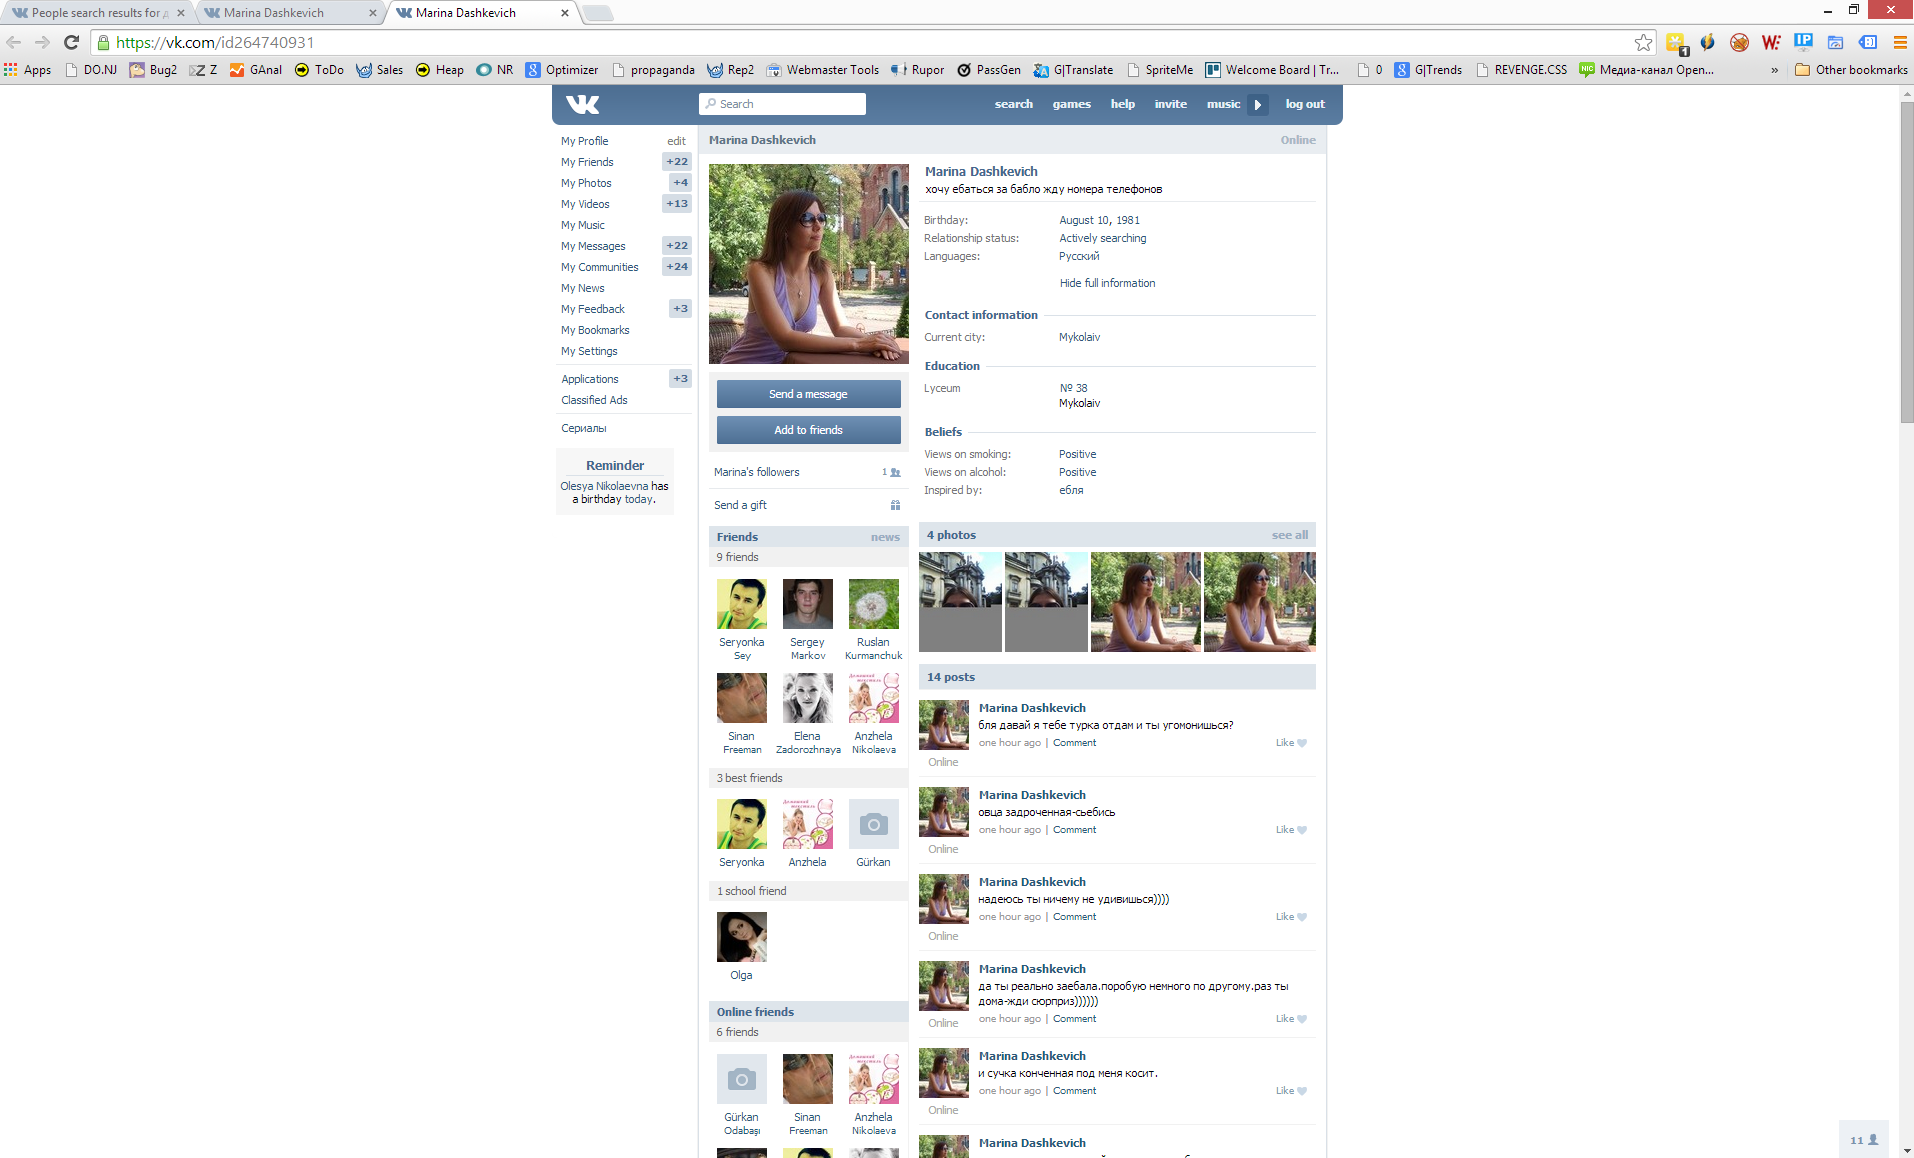 People search results for д
Marina Dashkevich
Marina Dashkevich
https://vk.com/id264740931
1
Apps
DO.NJ
Bug2
Z
GAnal
ToDo
Sales
Heap
NR
Optimizer
propaganda
Rep2
Webmaster Tools
Rupor
PassGen
G|Translate
SpriteMe
Welcome Board | Tr...
0
G|Trends
REVENGE.CSS
Медиа-канал Open...
»
Other bookmarks
Search
search
games
help
invite
music
log out
My Profile
edit
My Friends
+22
My Photos
+4
My Videos
+13
My Music
My Messages
+22
My Communities
+24
My News
My Feedback
+3
My Bookmarks
My Settings
Applications
+3
Classified Ads
Сериалы
Reminder
Olesya Nikolaevna has
a birthday today.
Marina Dashkevich
Online
Send a message
Add to friends
Marina's followers
1
Send a gift
Friends
news
9 friends
Seryonka
Sey
Sergey
Markov
Ruslan
Kurmanchuk
Sinan
Freeman
Elena
Zadorozhnaya
Anzhela
Nikolaeva
3 best friends
Seryonka
Anzhela
Gürkan
1 school friend
Olga
Online friends
6 friends
Gürkan
Odabaşı
Sinan
Freeman
Anzhela
Nikolaeva
Marina Dashkevich
хочу ебаться за бабло жду номера телефонов
Birthday:
August 10, 1981
Relationship status:
Actively searching
Languages:
Русский
Hide full information
Contact information
Current city:
Mykolaiv
Education
Lyceum
№ 38
Mykolaiv
Beliefs
Views on smoking:
Positive
Views on alcohol:
Positive
Inspired by:
ебля
4 photos
see all
14 posts
Marina Dashkevich
бля давай я тебе турка отдам и ты угомонишься?
one hour ago | Comment
Like
Online
Marina Dashkevich
овца задроченная-сьебись
one hour ago | Comment
Like
Online
Marina Dashkevich
надеюсь ты ничему не удивишься))))
one hour ago | Comment
Like
Online
Marina Dashkevich
да ты реально заебала.поробую немного по другому.раз ты
дома-жди сюрприз))))))
one hour ago | Comment
Like
Online
Marina Dashkevich
и сучка конченная под меня косит.
one hour ago | Comment
Like
Online
Marina Dashkevich
11